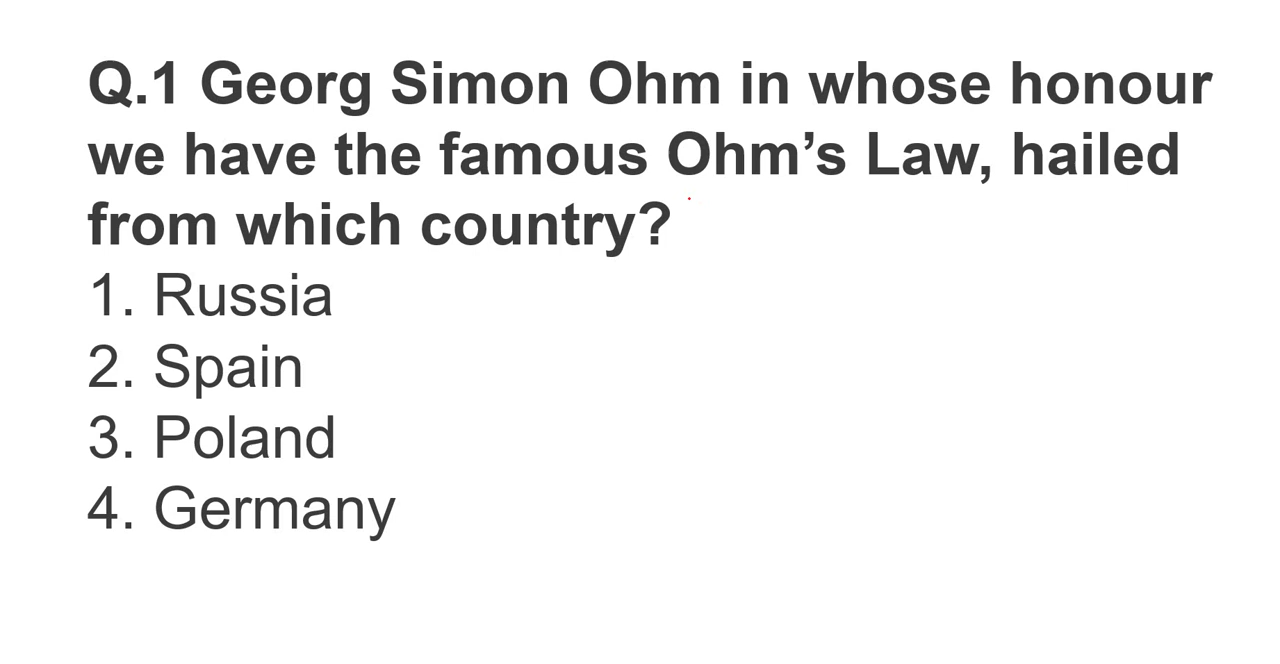 Q.1 Georg Simon Ohm in whose honour
we have the famous Ohm’s Law, hailed
from which country?
1. Russia
2. Spain
3. Poland
4. Germany